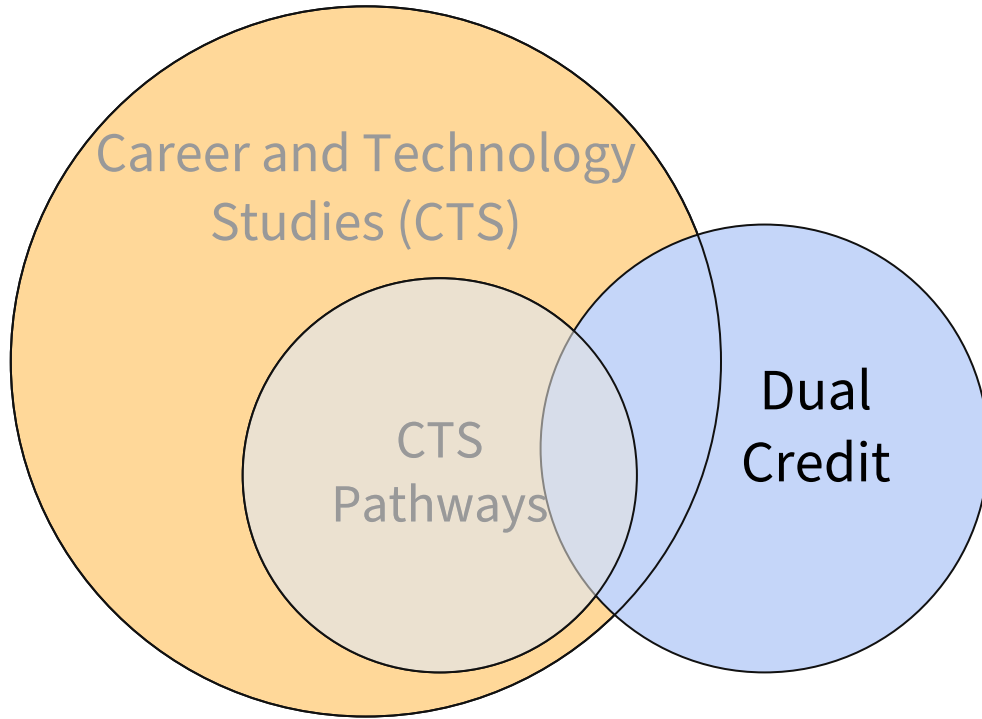 Career and Technology
Studies (CTS)
CTS
Pathways
Dual
Credit